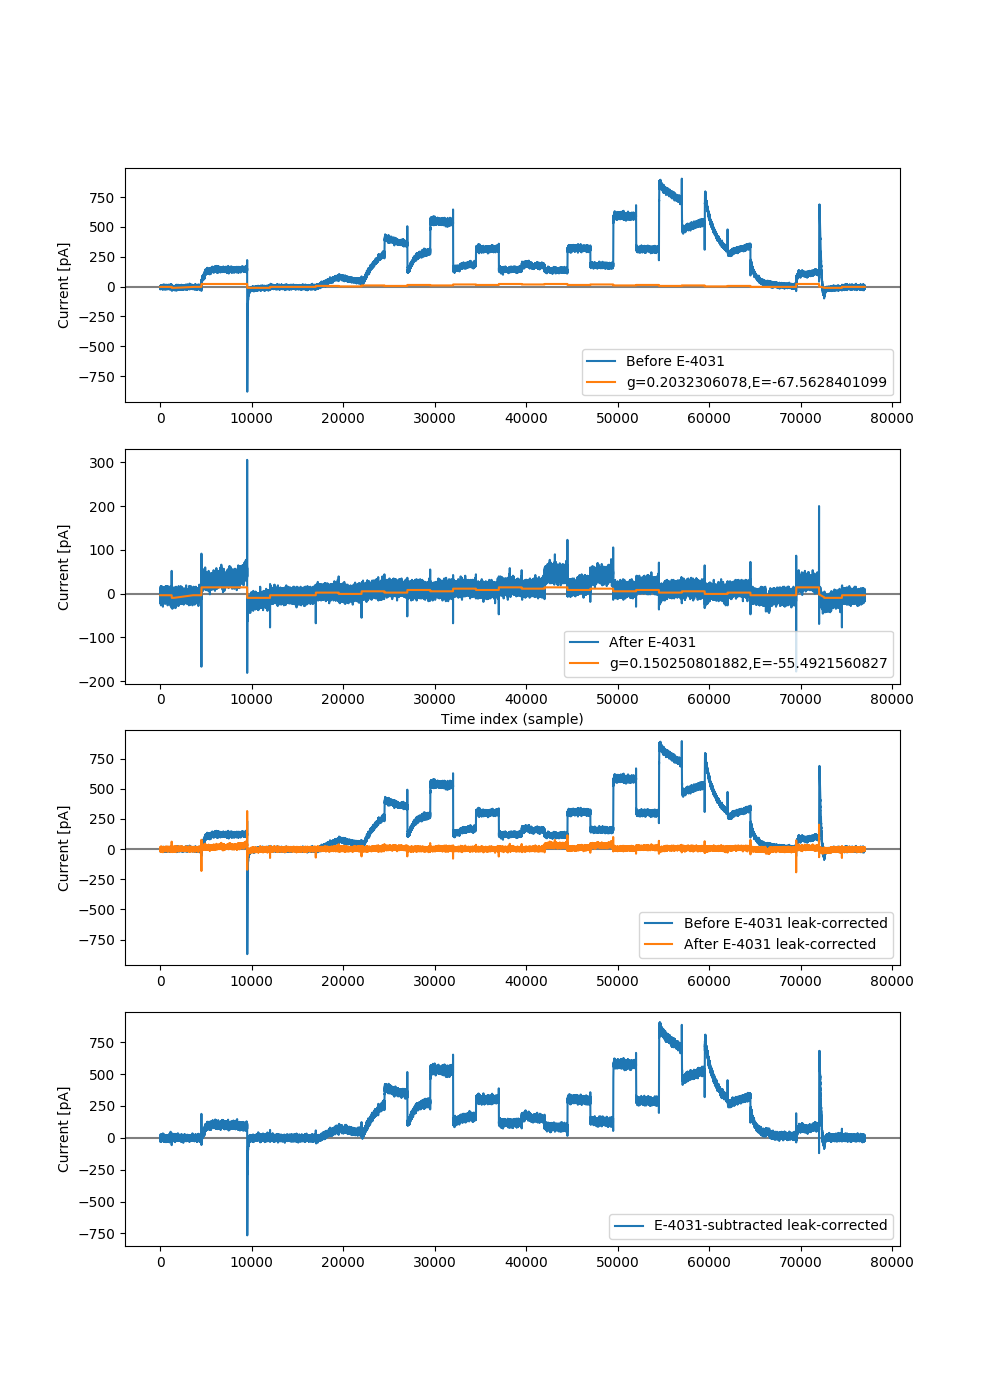 750
500
250
0
−250
−500
−750
Current [pA]
Before E-4031
g=0.2032306078,E=-67.5628401099
0 10000 20000 30000 40000 50000 60000 70000 80000
300
200
100
0
−100
−200
Current [pA]
After E-4031
g=0.150250801882,E=-55.4921560827
0 10000 20000 30000 40000 50000 60000 70000 80000
Time index (sample)
750
500
250
0
−250
−500
−750
Current [pA]
Before E-4031 leak-corrected
After E-4031 leak-corrected
0 10000 20000 30000 40000 50000 60000 70000 80000
750
500
250
0
−250
−500
−750
Current [pA]
E-4031-subtracted leak-corrected
0 10000 20000 30000 40000 50000 60000 70000 80000